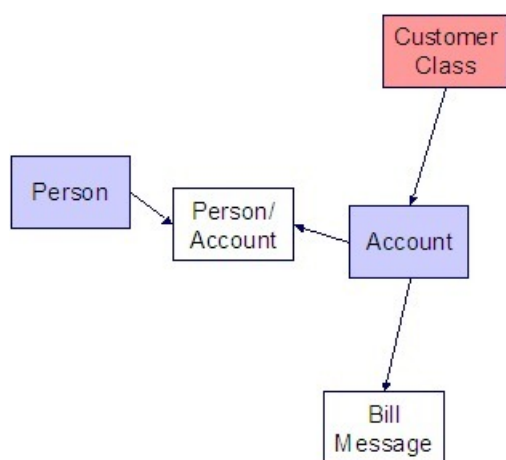 Customer
Class
Person
Person/
Account
Account
Bill
Message